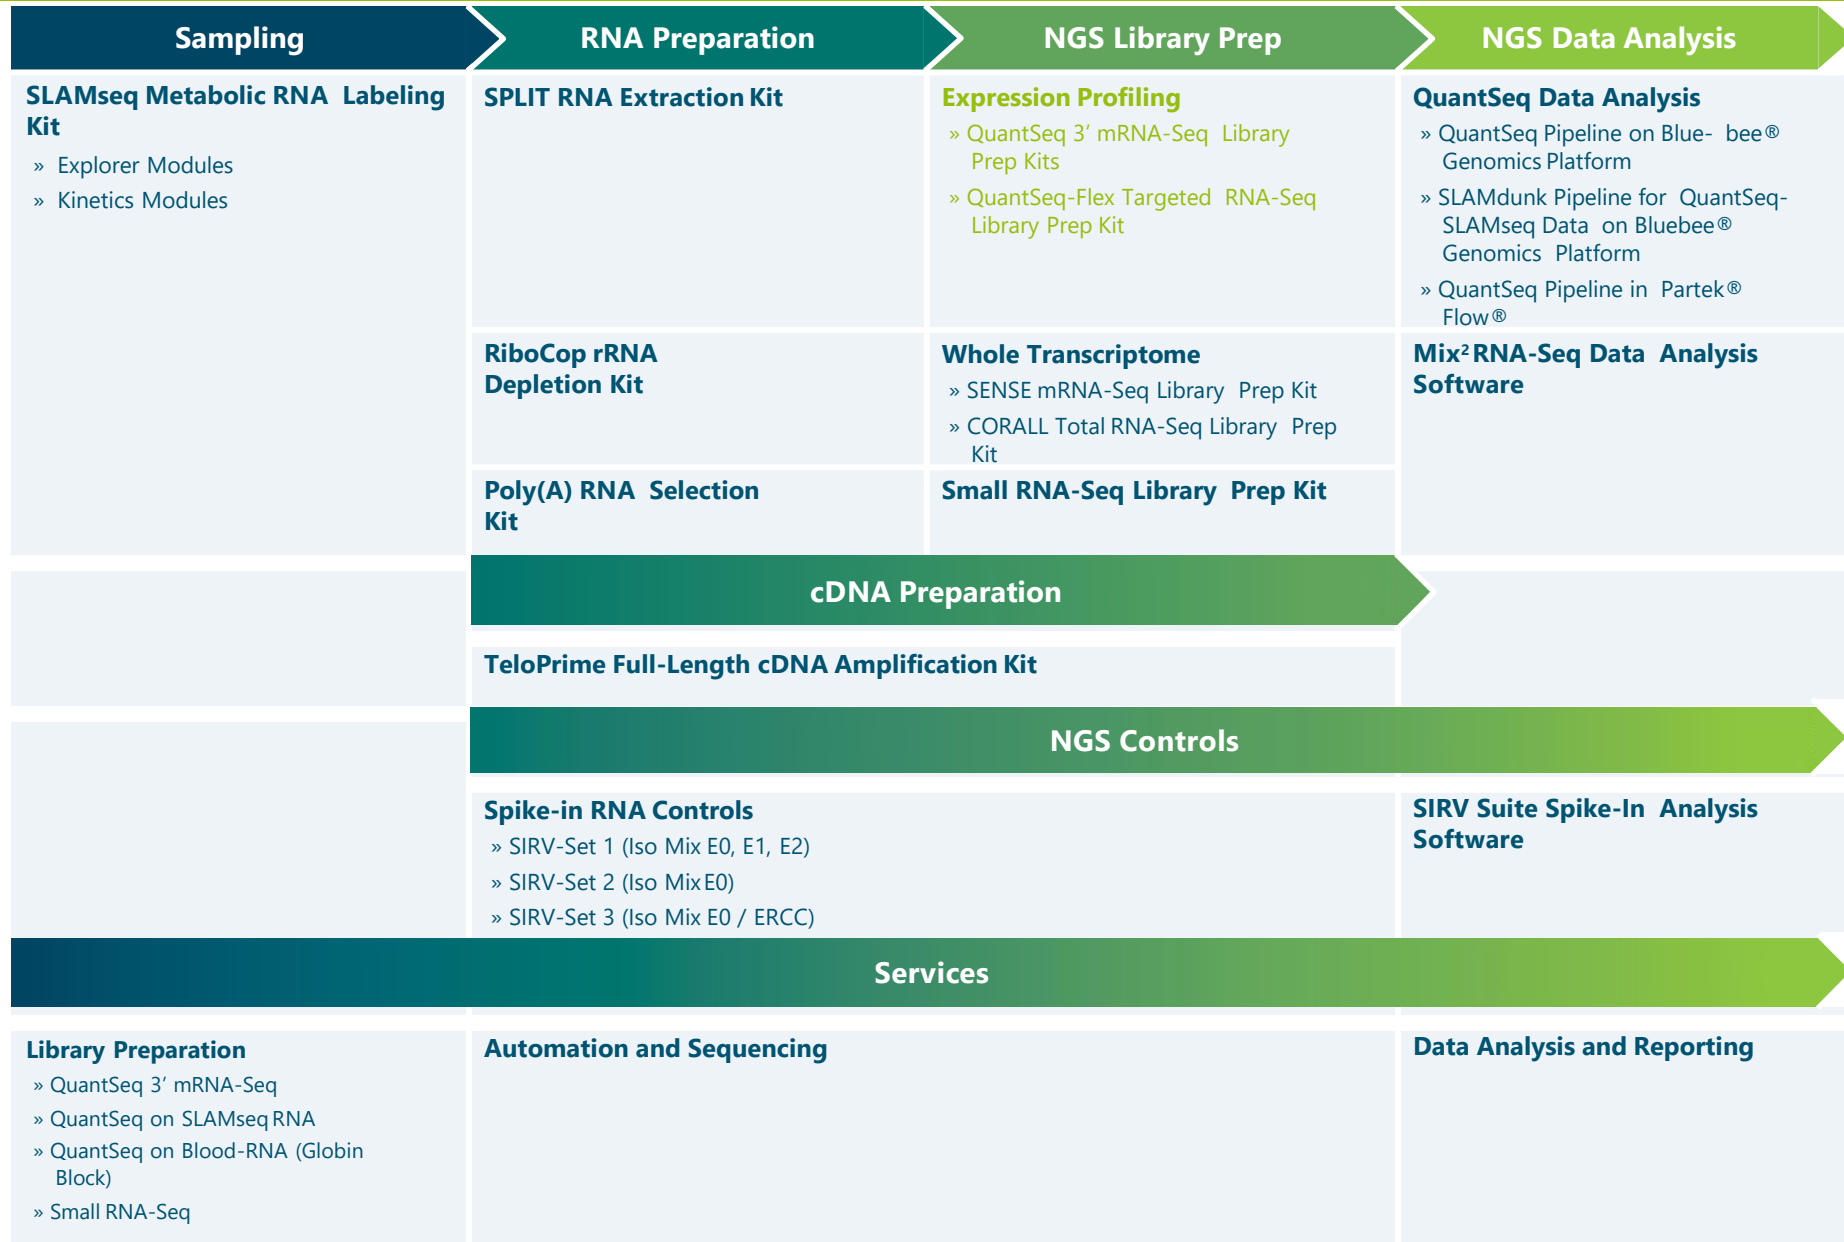 Sampling
RNA Preparation
NGS Library Prep
NGS Data Analysis
SLAMseq Metabolic RNA Labeling
Kit
» Explorer Modules
» Kinetics Modules
SPLIT RNA Extraction Kit
Expression Profiling
» QuantSeq 3’ mRNA-Seq Library
Prep Kits
» QuantSeq-Flex Targeted RNA-Seq
Library Prep Kit
QuantSeq Data Analysis
» QuantSeq Pipeline on Blue- bee®
Genomics Platform
» SLAMdunk Pipeline for QuantSeq-
SLAMseq Data on Bluebee®
Genomics Platform
» QuantSeq Pipeline in Partek®
Flow®
RiboCop rRNA
Depletion Kit
Whole Transcriptome
» SENSE mRNA-Seq Library Prep Kit
» CORALL Total RNA-Seq Library Prep
Kit
Mix² RNA-Seq Data Analysis
Software
Poly(A) RNA Selection
Kit
Small RNA-Seq Library Prep Kit
cDNA Preparation
TeloPrime Full-Length cDNA Amplification Kit
NGS Controls
Spike-in RNA Controls
» SIRV-Set 1 (Iso Mix E0, E1, E2)
» SIRV-Set 2 (Iso Mix E0)
» SIRV-Set 3 (Iso Mix E0 / ERCC)
SIRV Suite Spike-In Analysis
Software
Services
Library Preparation
» QuantSeq 3’ mRNA-Seq
» QuantSeq on SLAMseq RNA
» QuantSeq on Blood-RNA (Globin
Block)
» Small RNA-Seq
Automation and Sequencing
Data Analysis and Reporting